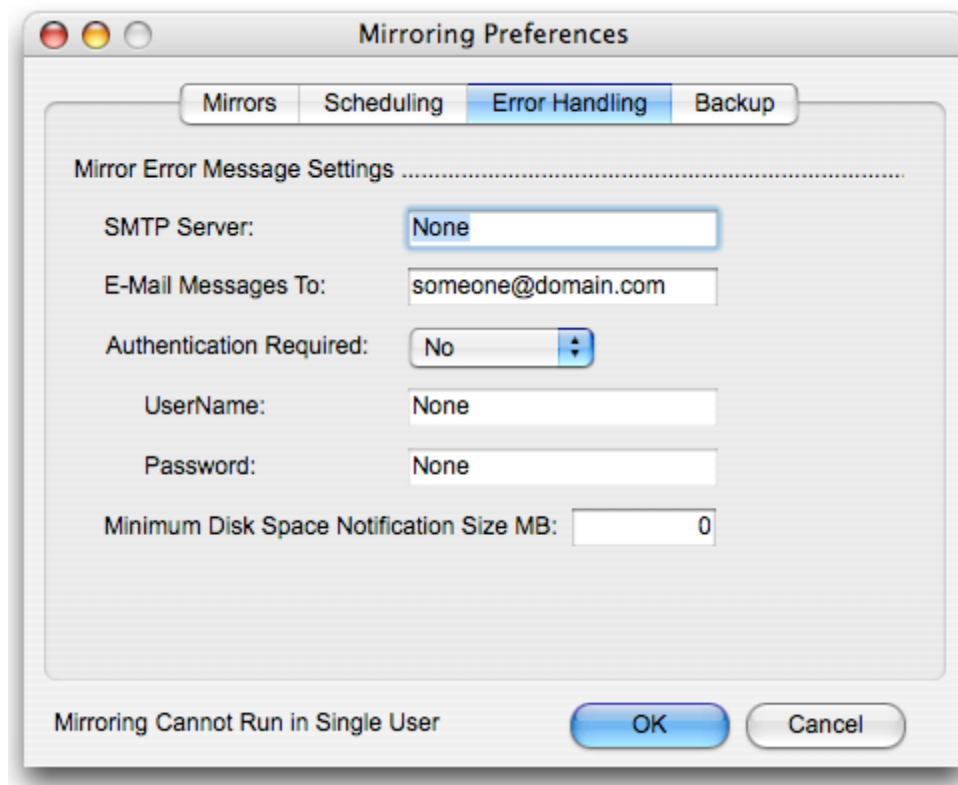 Mirroring Preferences
Mirrors Scheduling Error Handling Backup
Mirror Error Message Settings ................................................................................
SMTP Server: None
E-Mail Messages To: someone@domain.com
Authentication Required: No
UserName: None
Password: None
Minimum Disk Space Notification Size MB: 0
Mirroring Cannot Run in Single User OK Cancel